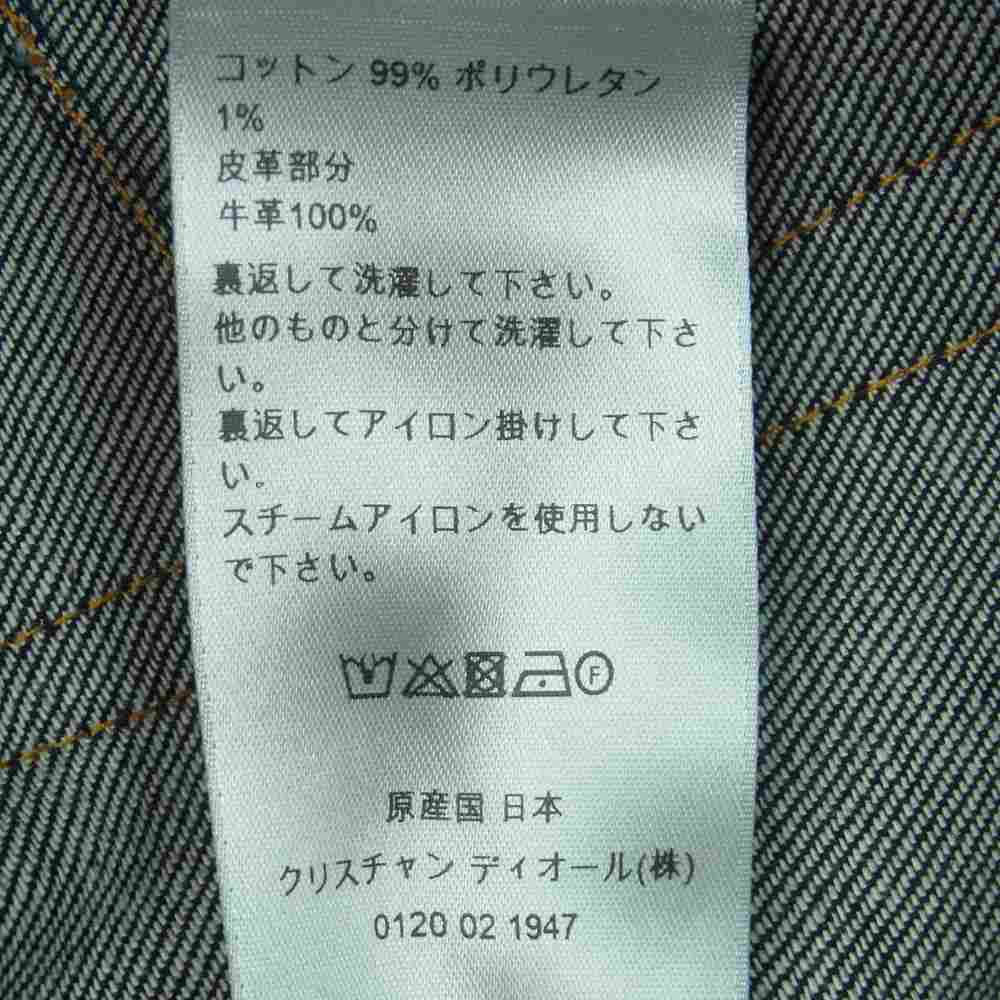 コットン 99% ポリウレタン
1%
皮革部分
牛革100%
裏返して洗濯して下さい。
他のものと分けて洗濯して下さ
い。
裏返してアイロン掛けして下さ
い。
スチームアイロンを使用しない
で下さい。
F
原産国 日本
クリスチャン ディオール(株)
0120 02 1947